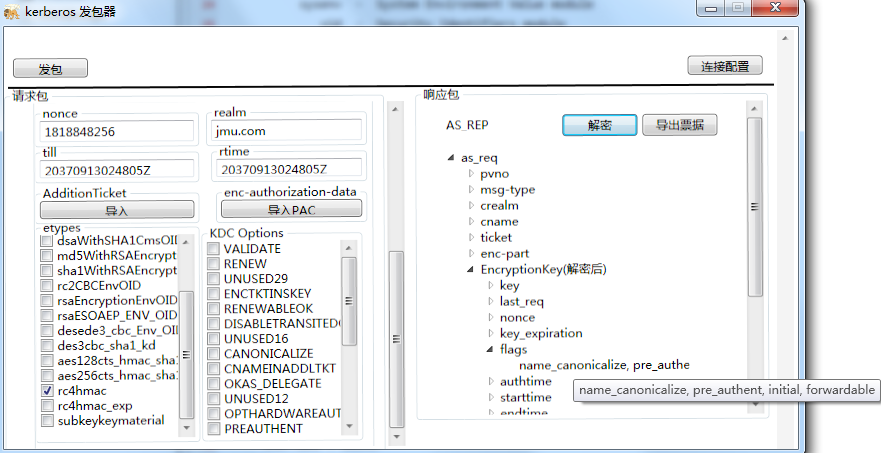 kerberos 发包器
发包
连接配置
请求包
nonce
1818848256
realm
jmu.com
till
20370913024805Z
rtime
20370913024805Z
AdditionTicket
导入
enc-authorization-data
导入PAC
etypes
dsaWithSHA1CmsOID
md5WithRSAEncrypt
sha1WithRSAEncrypt
rc2CBCEnvOID
rsaEncryptionEnvOID
rsaESOAEP_ENV_OID
desede3_cbc_Env_OID
des3cbc_sha1_kd
aes128cts_hmac_sha1
aes256cts_hmac_sha1
rc4hmac
rc4hmac_exp
subkeykeymaterial
KDC Options
VALIDATE
RENEW
UNUSED29
ENCTKTINSKEY
RENEWABLEOK
DISABLETRANSITEDC
UNUSED16
CANONICALIZE
CNAMEINADDLTKT
OKAS_DELEGATE
UNUSED12
OPTHARDWAREAUT
PREAUTHENT
响应包
AS_REP
解密
导出票据
as_req
pvno
msg-type
crealm
cname
ticket
enc-part
EncryptionKey(解密后)
key
last_req
nonce
key_expiration
flags
name_canonicalize, pre_authe
authtime
starttime
endtime
name_canonicalize, pre_authent, initial, forwardable